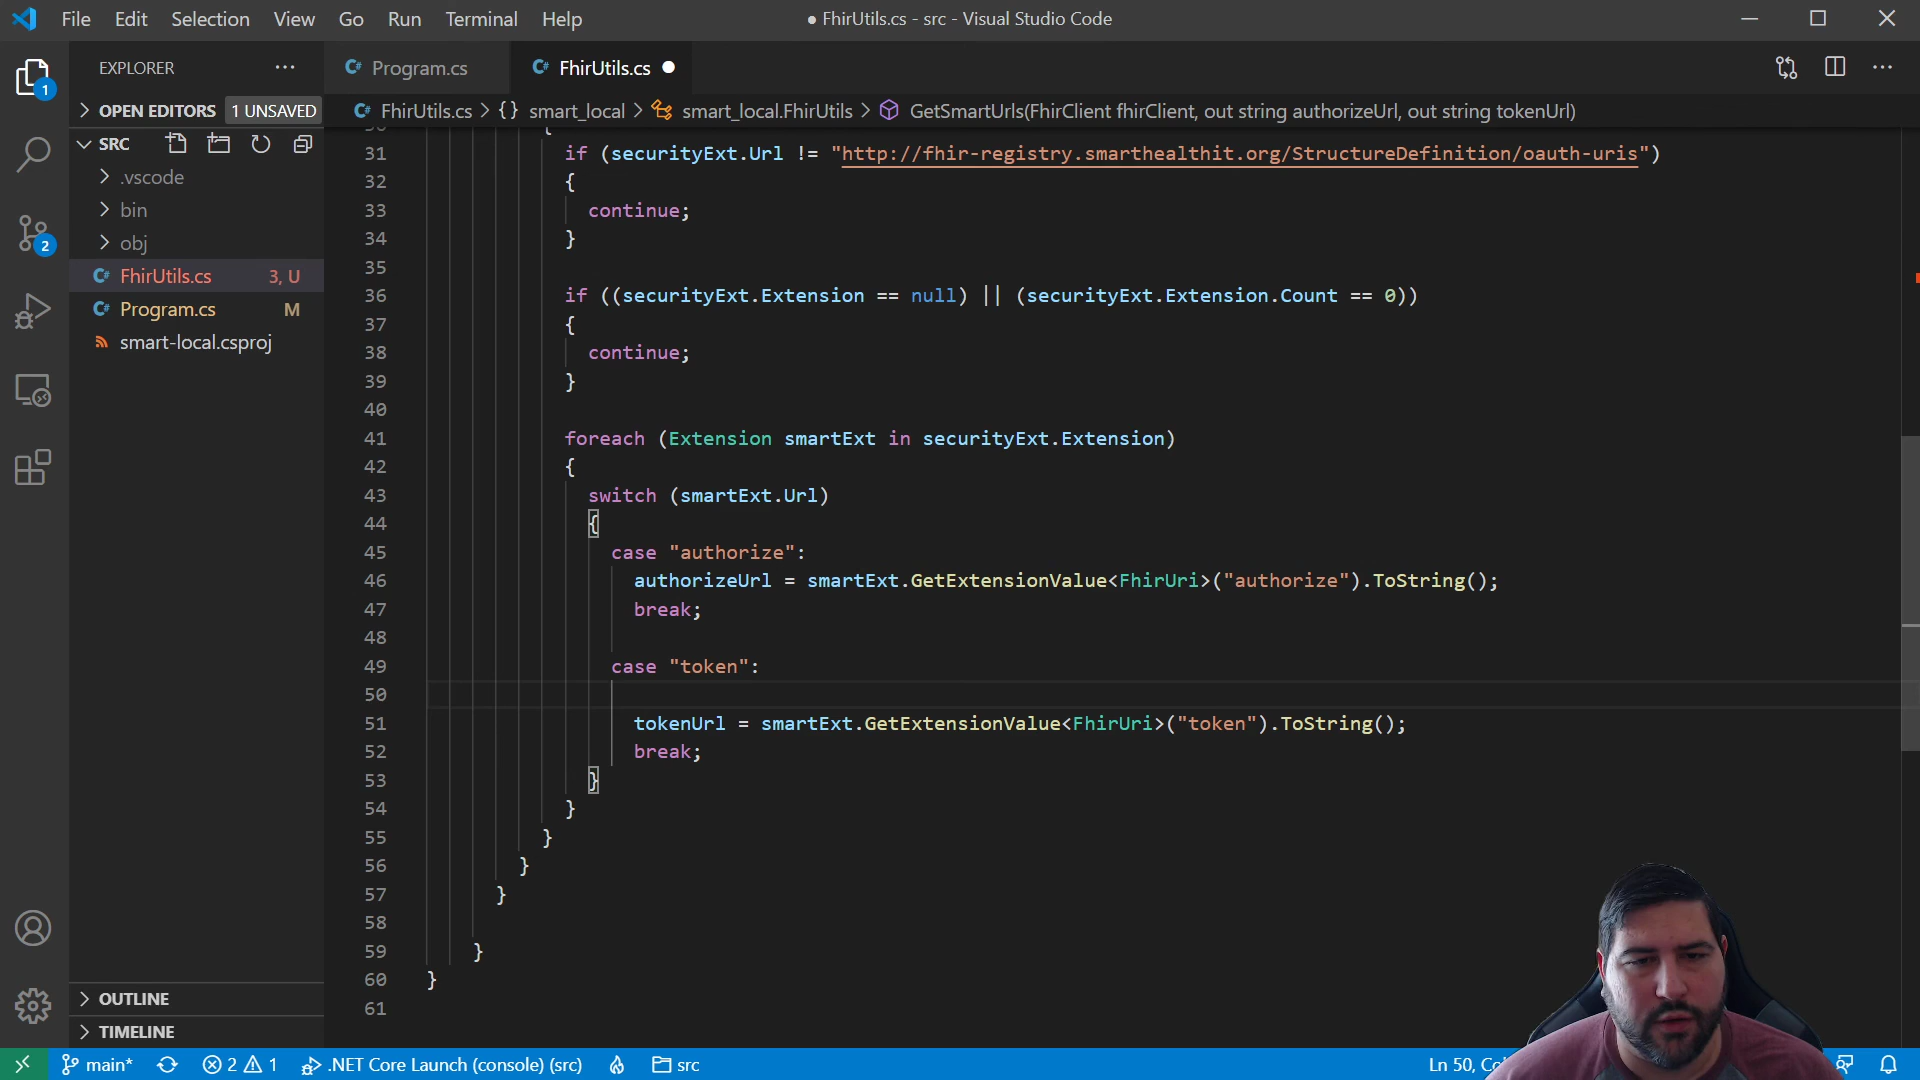 File Edit Selection View Go Run Terminal Help
● FhirUtils.cs - src - Visual Studio Code
EXPLORER
Program.cs
FhirUtils.cs
OPEN EDITORS 1 UNSAVED
FhirUtils.cs > {} smart_local > smart_local.FhirUtils > GetSmartUrls(FhirClient fhirClient, out string authorizeUrl, out string tokenUrl)
SRC
.vscode
bin
obj
FhirUtils.cs 3, U
Program.cs M
smart-local.csproj
1
2
31 if (securityExt.Url != "http://fhir-registry.smarthealthit.org/StructureDefinition/oauth-uris")
32 {
33 continue;
34 }
35
36 if ((securityExt.Extension == null) || (securityExt.Extension.Count == 0))
37 {
38 continue;
39 }
40
41 foreach (Extension smartExt in securityExt.Extension)
42 {
43 switch (smartExt.Url)
44 {
45 case "authorize":
46 authorizeUrl = smartExt.GetExtensionValue<FhirUri>("authorize").ToString();
47 break;
48
49 case "token":
50
51 tokenUrl = smartExt.GetExtensionValue<FhirUri>("token").ToString();
52 break;
53 }
54 }
55 }
56 }
57 }
58
59 }
60 }
61
OUTLINE
TIMELINE
main* 2 1 .NET Core Launch (console) (src) src
Ln 50,